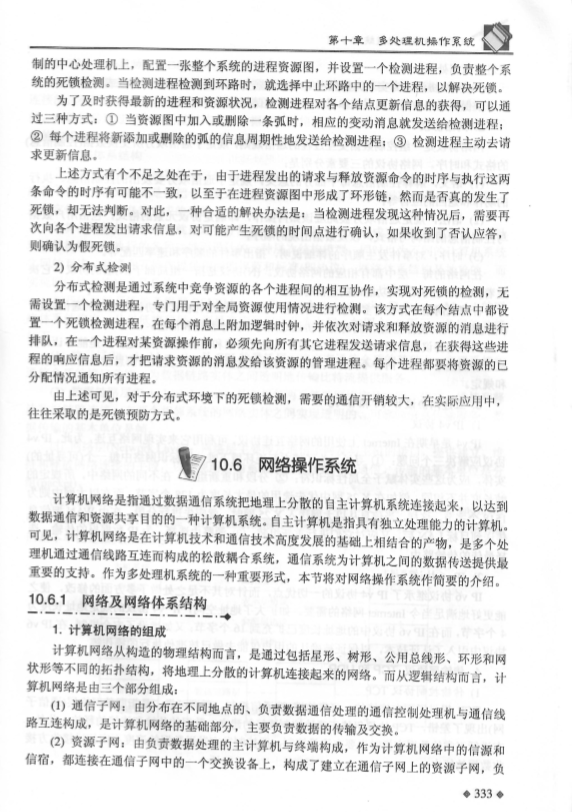 第十章 多处理机操作系统
制的中心处理机上，配置一张整个系统的进程资源图，并设置一个检测进程，负责整个系
统的死锁检测。当检测进程检测到环路时，就选择中止环路中的一个进程，以解决死锁。
为了及时获得最新的进程和资源状况，检测进程对各个结点更新信息的获得，可以通
过三种方式：① 当资源图中加入或删除一条弧时，相应的变动消息就发送给检测进程；
② 每个进程将新添加或删除的弧的信息周期性地发送给检测进程；③ 检测进程主动去请
求更新信息。
上述方式有个不足之处在于，由于进程发出的请求与释放资源命令的时序与执行这两
条命令的时序有可能不一致，以至于在进程资源图中形成了环形链，然而是否真的发生了
死锁，却无法判断。对此，一种合适的解决办法是：当检测进程发现这种情况后，需要再
次向各个进程发出请求信息，对可能产生死锁的时间点进行确认，如果收到了否认应答，
则确认为假死锁。
2) 分布式检测
分布式检测是通过系统中竞争资源的各个进程间的相互协作，实现对死锁的检测，无
需设置一个检测进程，专门用于对全局资源使用情况进行检测。该方式在每个结点中都设
置一个死锁检测进程，在每个消息上附加逻辑时钟，并依次对请求和释放资源的消息进行
排队，在一个进程对某资源操作前，必须先向所有其它进程发送请求信息，在获得这些进
程的响应信息后，才把请求资源的消息发给该资源的管理进程。每个进程都要将资源的已
分配情况通知所有进程。
由上述可见，对于分布式环境下的死锁检测，需要的通信开销较大，在实际应用中，
往往采取的是死锁预防方式。
10.6 网络操作系统
计算机网络是指通过数据通信系统把地理上分散的自主计算机系统连接起来，以达到
数据通信和资源共享目的的一种计算机系统。自主计算机是指具有独立处理能力的计算机。
可见，计算机网络是在计算机技术和通信技术高度发展的基础上相结合的产物，是多个处
理机通过通信线路互连而构成的松散耦合系统，通信系统为计算机之间的数据传送提供最
重要的支持。作为多处理机系统的一种重要形式，本节将对网络操作系统作简要的介绍。
10.6.1 网络及网络体系结构
1. 计算机网络的组成
计算机网络从构造的物理结构而言，是通过包括星形、树形、公用总线形、环形和网
状形等不同的拓扑结构，将地理上分散的计算机连接起来的网络。而从逻辑结构而言，计
算机网络是由三个部分组成：
(1) 通信子网：由分布在不同地点的、负责数据通信处理的通信控制处理机与通信线
路互连构成，是计算机网络的基础部分，主要负责数据的传输及交换。
(2) 资源子网：由负责数据处理的主计算机与终端构成，作为计算机网络中的信源和
信宿，都连接在通信子网中的一个交换设备上，构成了建立在通信子网上的资源子网，负
◆ 333 ◆